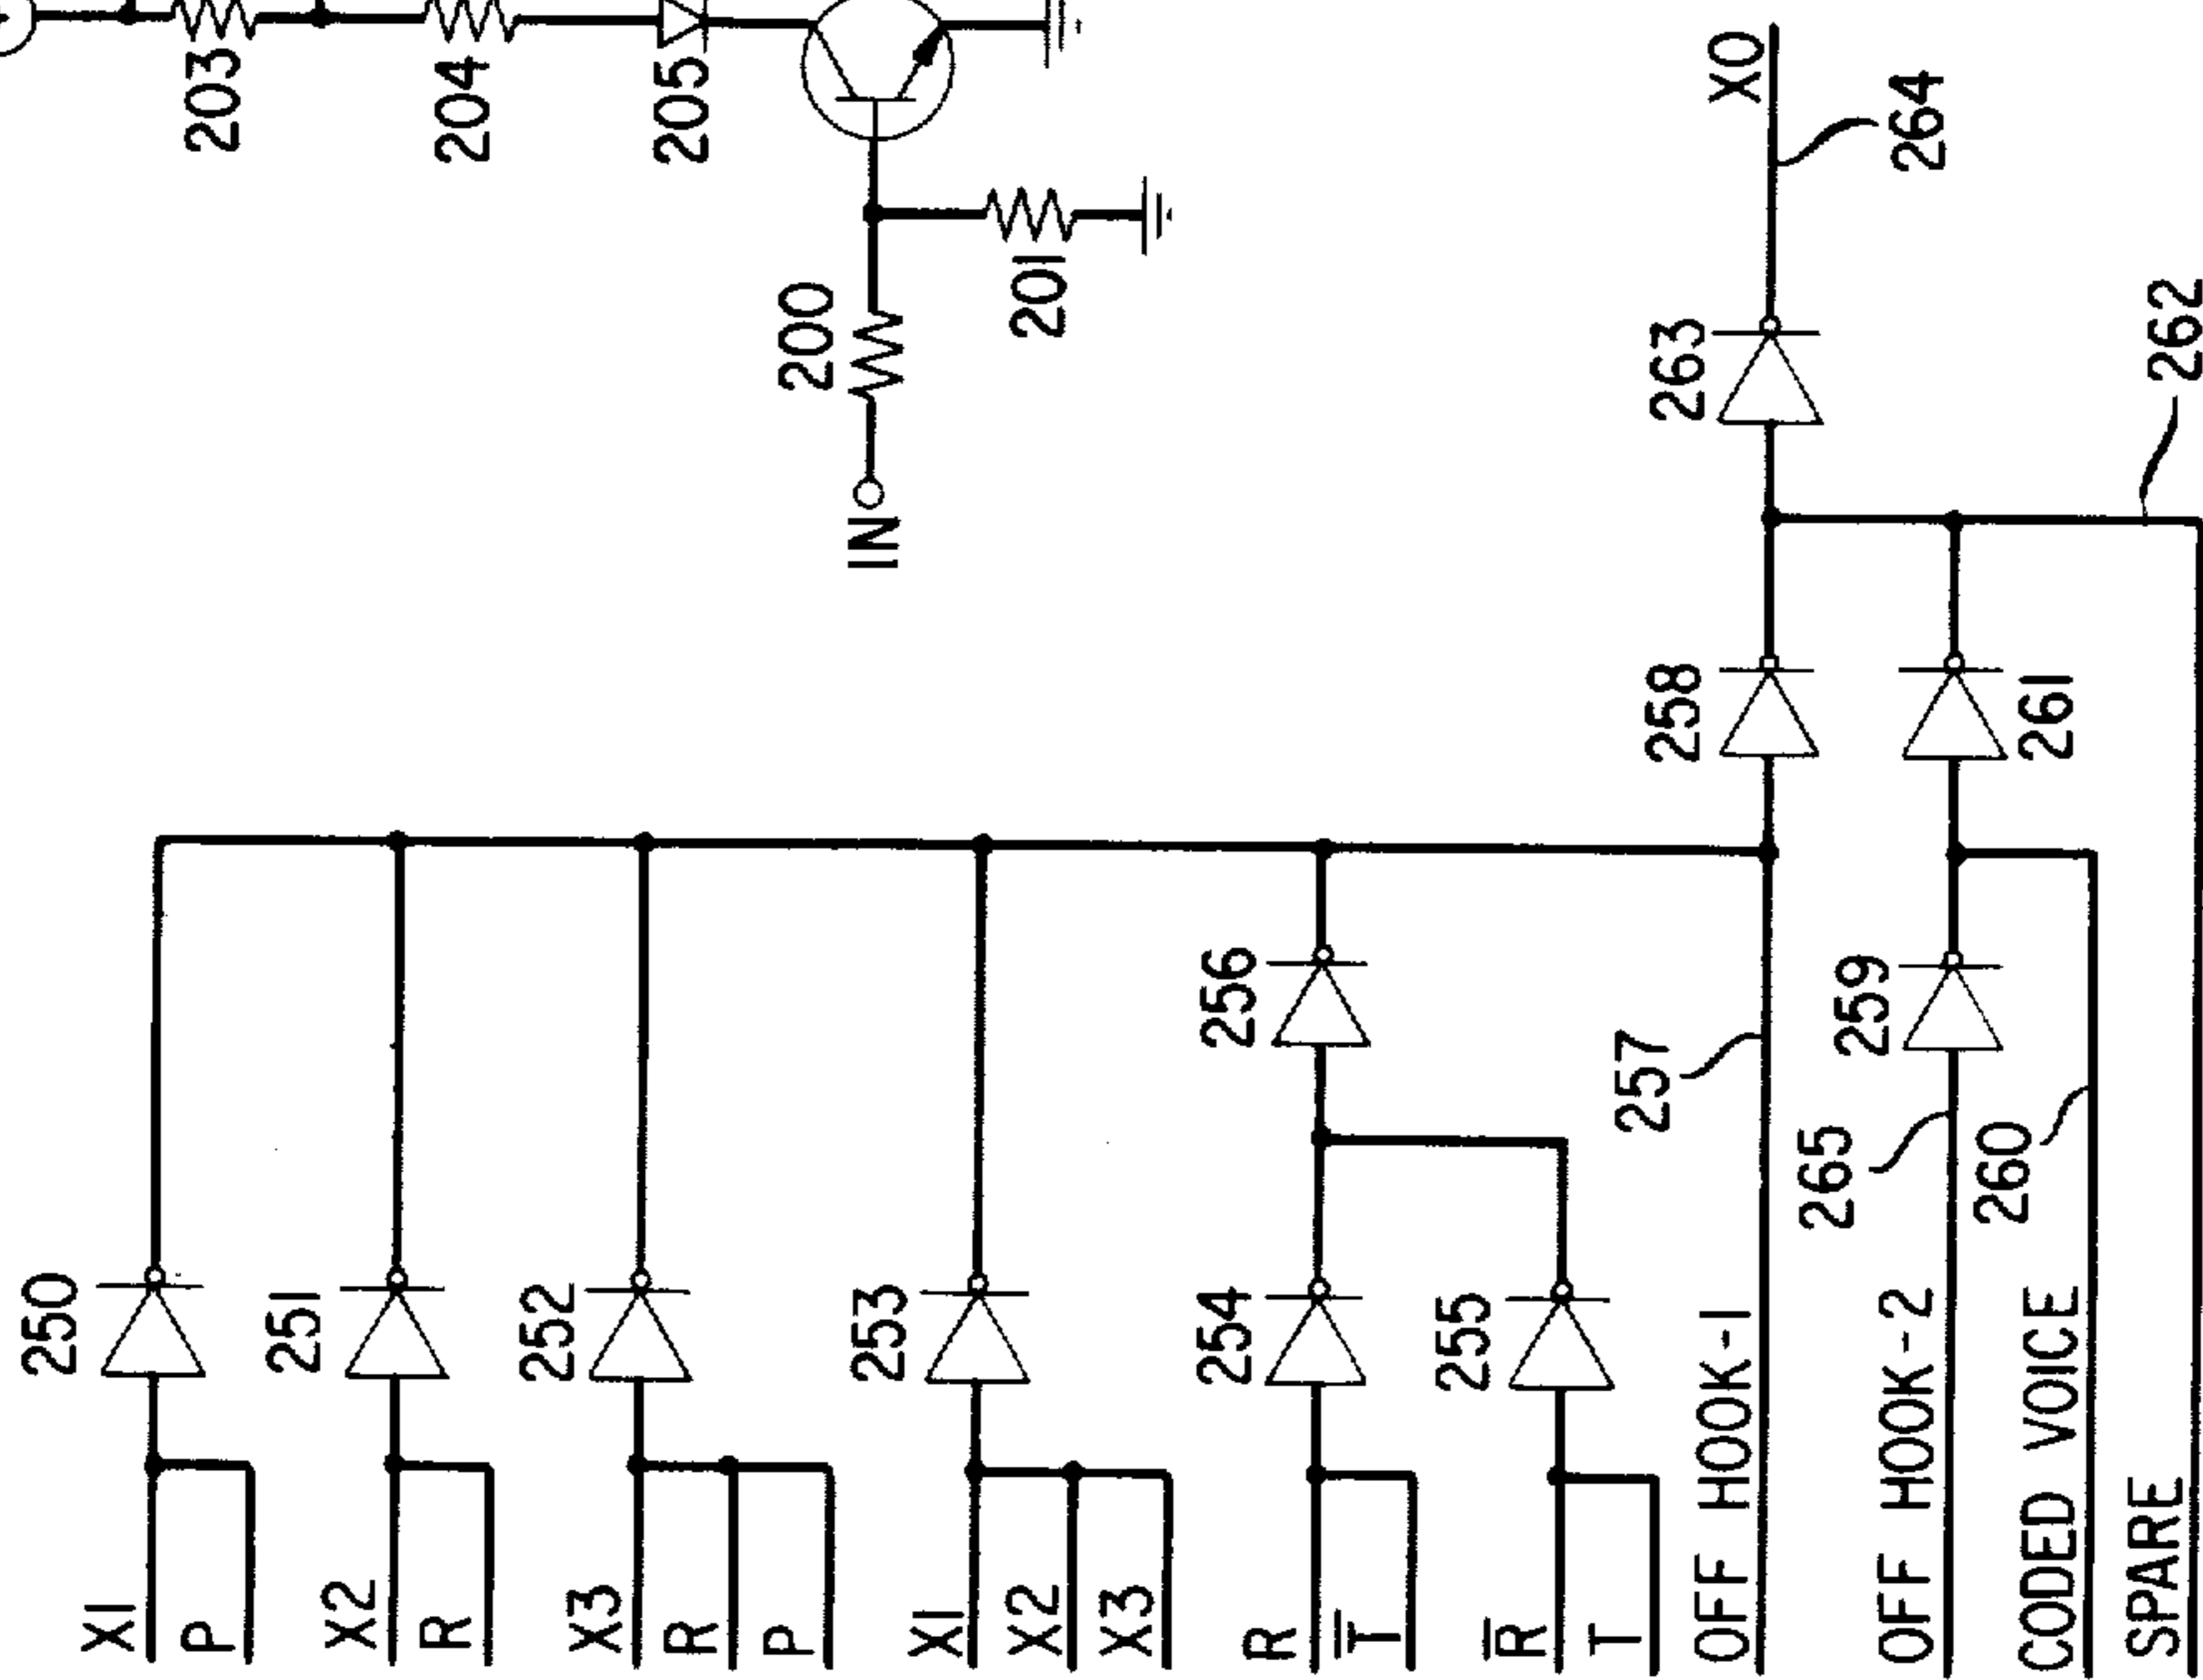 203
204
205
200
201
IN
X0
264
263
262
258
261
256
257
259
265
260
250
251
252
253
254
255
X1
P
X2
R
X3
R
P
X1
X2
X3
R
T̅
R̅
T
OFF HOOK-1
OFF HOOK-2
CODED VOICE
SPARE